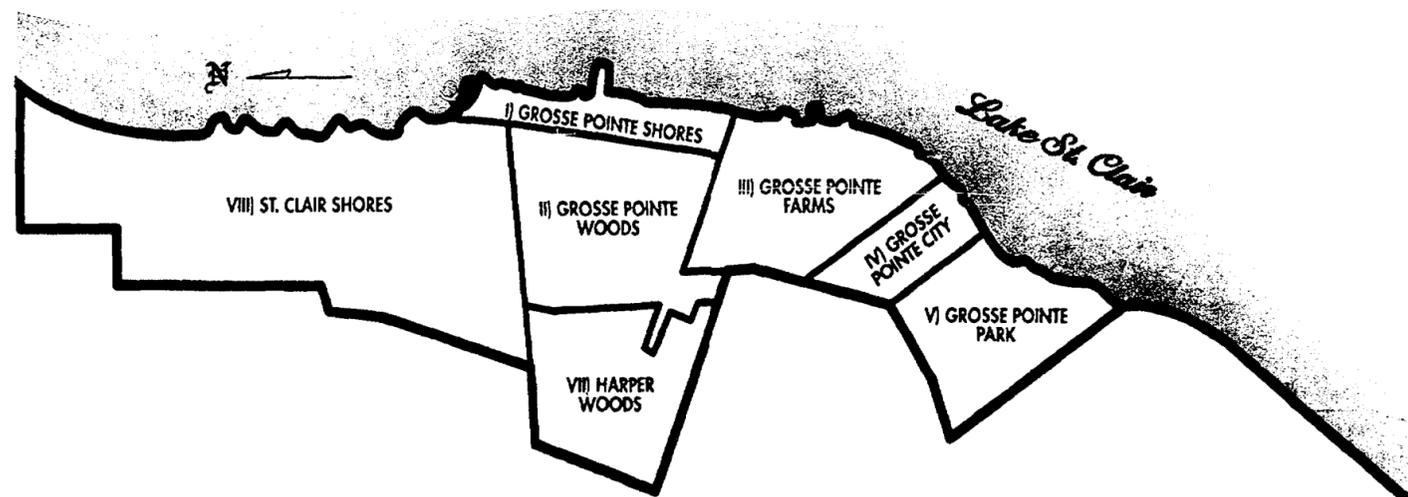 N
Lake St. Clair
I) GROSSE POINTE SHORES
VIII) ST. CLAIR SHORES
II) GROSSE POINTE
WOODS
III) GROSSE POINTE
FARMS
IV) GROSSE
POINTE CITY
V) GROSSE POINTE
PARK
VII) HARPER
WOODS